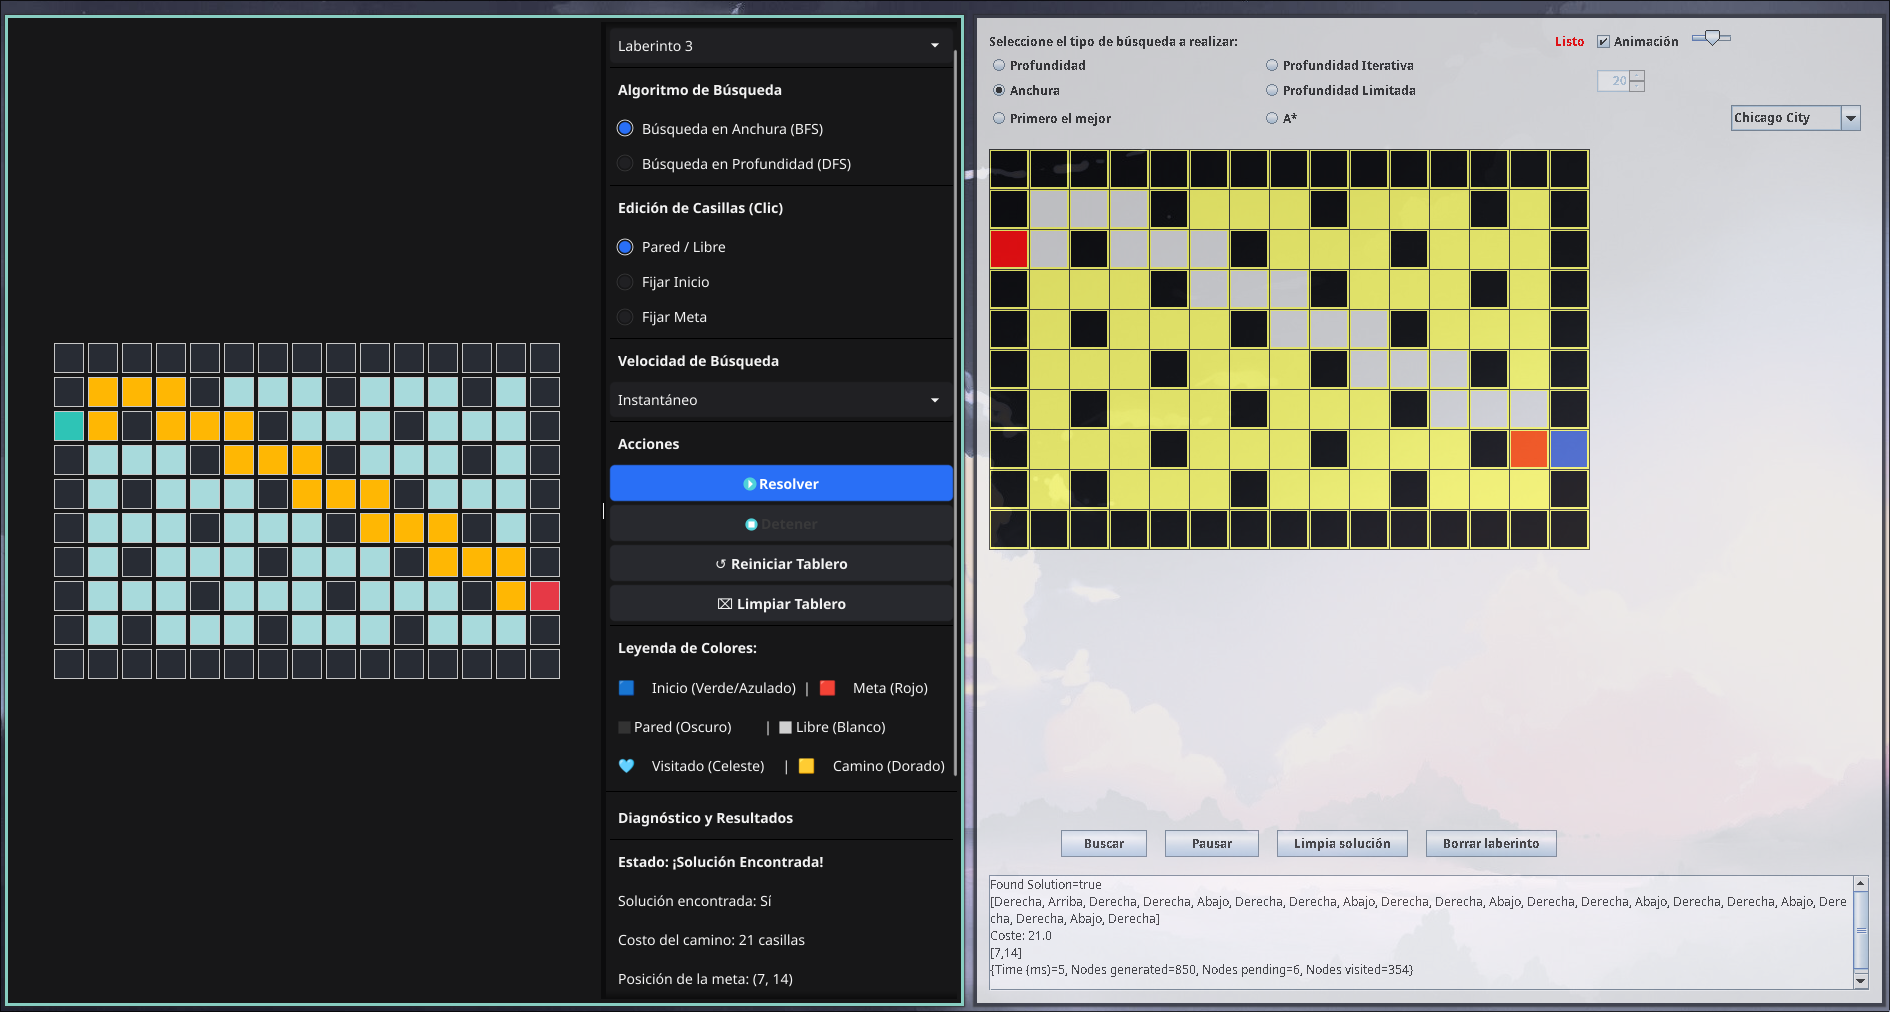 Laberinto 3
Algoritmo de Búsqueda
Búsqueda en Anchura (BFS)
Búsqueda en Profundidad (DFS)
Edición de Casillas (Clic)
Pared / Libre
Fijar Inicio
Fijar Meta
Velocidad de Búsqueda
Instantáneo
Acciones
Resolver
Detener
↺ Reiniciar Tablero
⌧ Limpiar Tablero
Leyenda de Colores:
Inicio (Verde/Azulado) | Meta (Rojo)
Pared (Oscuro) | Libre (Blanco)
Visitado (Celeste) | Camino (Dorado)
Diagnóstico y Resultados
Estado: ¡Solución Encontrada!
Solución encontrada: Sí
Costo del camino: 21 casillas
Posición de la meta: (7, 14)
Seleccione el tipo de búsqueda a realizar:
Listo
Animación
Profundidad
Profundidad Iterativa
20
Anchura
Profundidad Limitada
Primero el mejor
A*
Chicago City
Buscar
Pausar
Limpia solución
Borrar laberinto
Found Solution=true
[Derecha, Arriba, Derecha, Derecha, Abajo, Derecha, Derecha, Abajo, Derecha, Derecha, Abajo, Derecha, Derecha, Abajo, Derecha, Derecha, Abajo, Dere
cha, Derecha, Abajo, Derecha]
Coste: 21.0
[7,14]
{Time (ms)=5, Nodes generated=850, Nodes pending=6, Nodes visited=354}